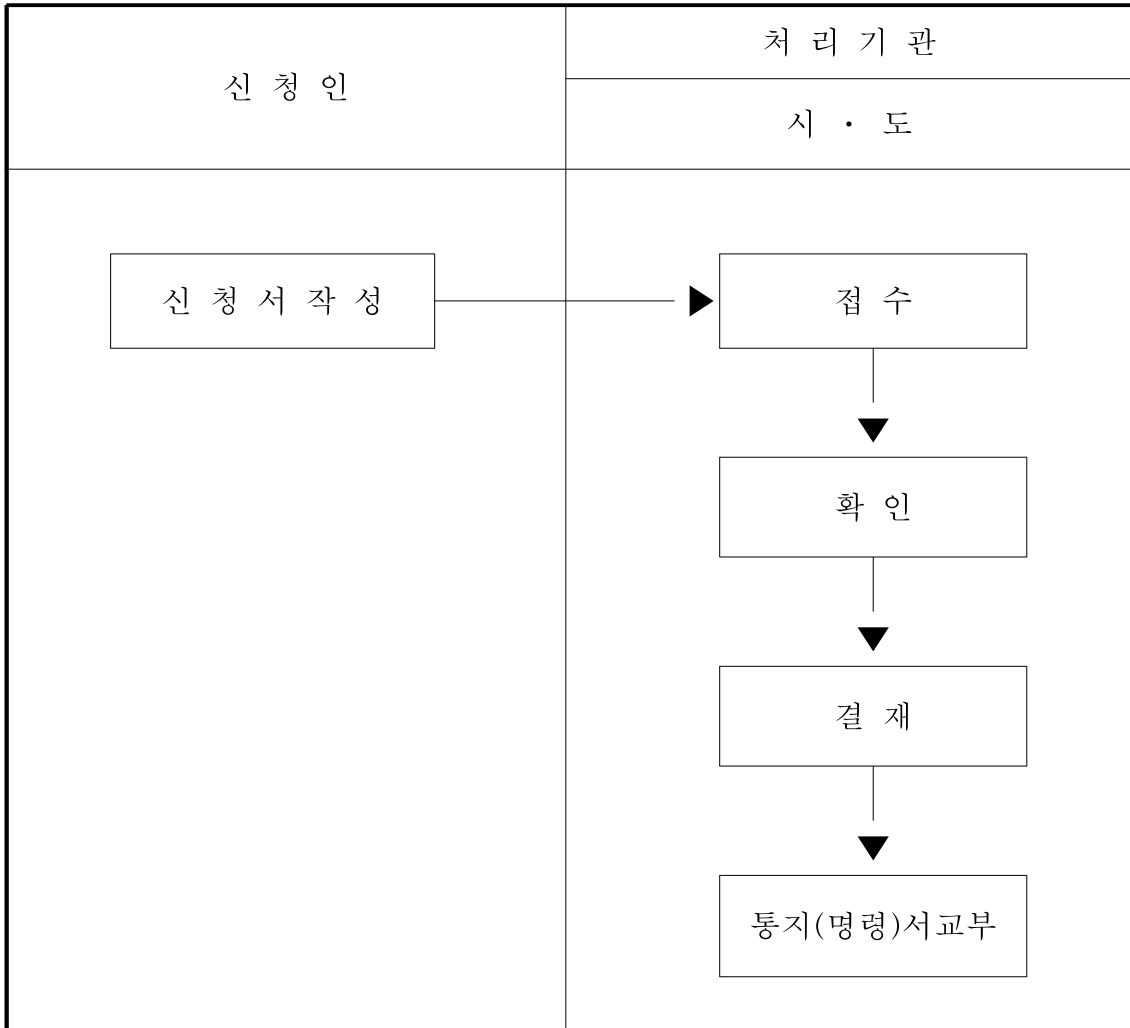 신 청 인
처 리 기 관
시 · 도
신 청 서 작 성
접 수
확 인
결 재
통지(명령)서교부